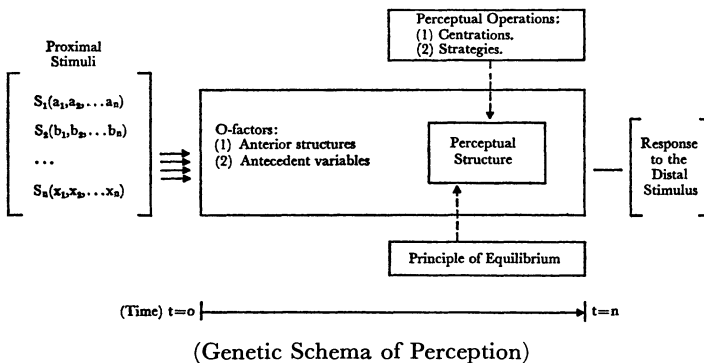 Perceptual Operations:
(1) Centrations.
(2) Strategies.
Proximal
Stimuli
S₁(a₁,a₂,...aₙ)
S₂(b₁,b₂,...bₙ)
...
Sₙ(x₁,x₂,...xₙ)
O-factors:
(1) Anterior structures
(2) Antecedent variables
Perceptual
Structure
Response
to the
Distal
Stimulus
Principle of Equilibrium
(Time) t=o
t=n
(Genetic Schema of Perception)